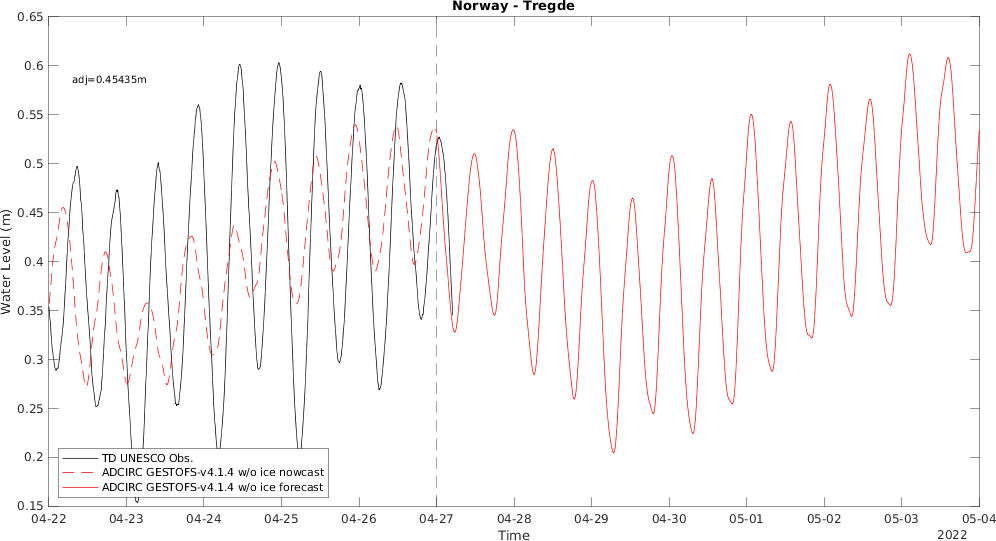 Norway - Tregde
0.65
0.6
0.55
0.5
0.45
0.4
0.35
0.3
0.25
0.2
0.15
Water Level (m)
adj=0.45435m
TD UNESCO Obs.
ADCIRC GESTOFS-v4.1.4 w/o ice nowcast
ADCIRC GESTOFS-v4.1.4 w/o ice forecast
04-22 04-23 04-24 04-25 04-26 04-27 04-28 04-29 04-30 05-01 05-02 05-03 05-04
Time
2022